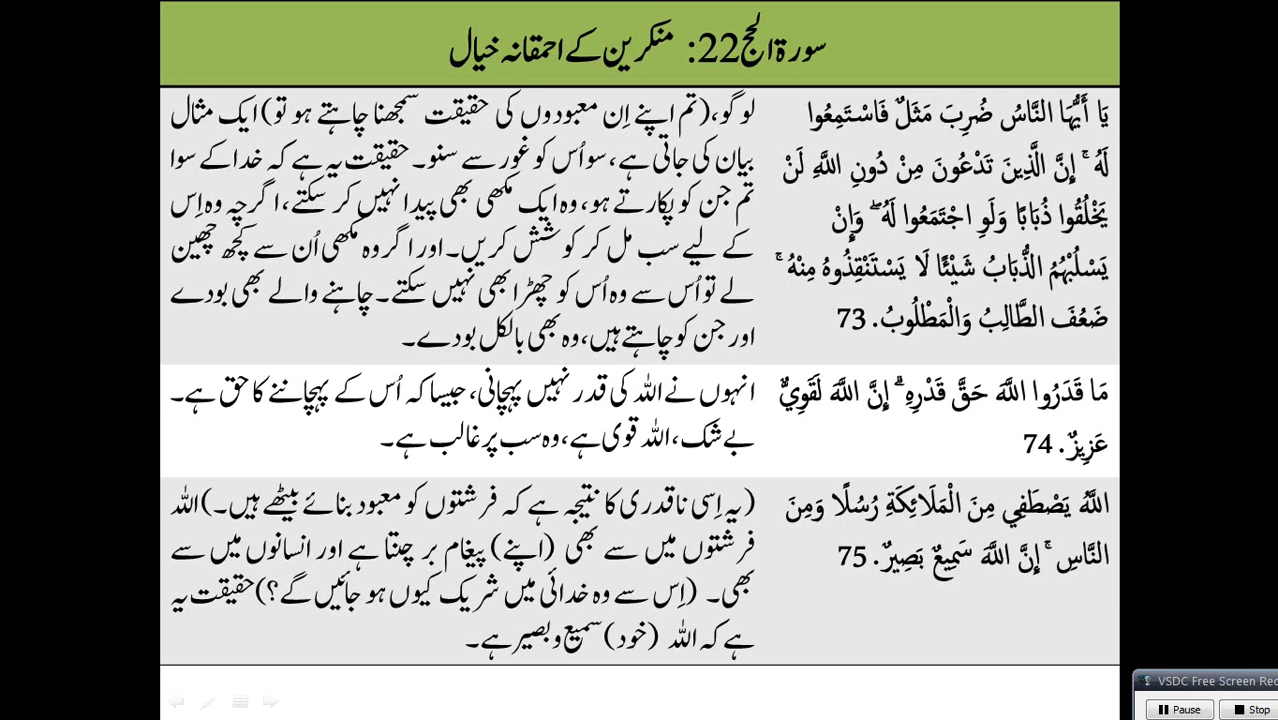 سورۃ الحج 22: منکرین کے احمقانہ خیال
يَا أَيُّهَا النَّاسُ ضُرِبَ مَثَلٌ فَاسْتَمِعُوا
لَهُ ۚ إِنَّ الَّذِينَ تَدْعُونَ مِنْ دُونِ اللَّهِ لَنْ
يَخْلُقُوا ذُبَابًا وَلَوِ اجْتَمَعُوا لَهُ ۖ وَإِنْ
يَسْلُبْهُمُ الذُّبَابُ شَيْئًا لَا يَسْتَنْقِذُوهُ مِنْهُ ۚ
ضَعُفَ الطَّالِبُ وَالْمَطْلُوبُ. 73
لوگو، (تم اپنے اِن معبودوں کی حقیقت سمجھنا چاہتے ہو تو) ایک مثال
بیان کی جاتی ہے، سو اُس کو غور سے سنو۔ حقیقت یہ ہے کہ خدا کے سوا
تم جن کو پکارتے ہو، وہ ایک مکھی بھی پیدا نہیں کر سکتے، اگرچہ وہ اِس
کے لیے سب مل کر کوشش کریں۔ اور اگر وہ مکھی اُن سے کچھ چھین
لے تو اُس سے وہ اُس کو چھڑا بھی نہیں سکتے۔ چاہنے والے بھی بودے
اور جن کو چاہتے ہیں، وہ بھی بالکل بودے۔
مَا قَدَرُوا اللَّهَ حَقَّ قَدْرِهِ ۗ إِنَّ اللَّهَ لَقَوِيٌّ
عَزِيزٌ. 74
انہوں نے اللہ کی قدر نہیں پہچانی، جیسا کہ اُس کے پہچاننے کا حق ہے۔
بے شک، اللہ قوی ہے، وہ سب پر غالب ہے۔
اللَّهُ يَصْطَفِي مِنَ الْمَلَائِكَةِ رُسُلًا وَمِنَ
النَّاسِ ۚ إِنَّ اللَّهَ سَمِيعٌ بَصِيرٌ. 75
(یہ اِسی ناقدری کا نتیجہ ہے کہ فرشتوں کو معبود بنائے بیٹھے ہیں۔) اللہ
فرشتوں میں سے بھی (اپنے) پیغام بر چنتا ہے اور انسانوں میں سے
بھی۔ (اِس سے وہ خدائی میں شریک کیوں ہو جائیں گے؟) حقیقت یہ
ہے کہ اللہ (خود) سمیع و بصیر ہے۔
VSDC Free Screen Rec
Pause
Stop